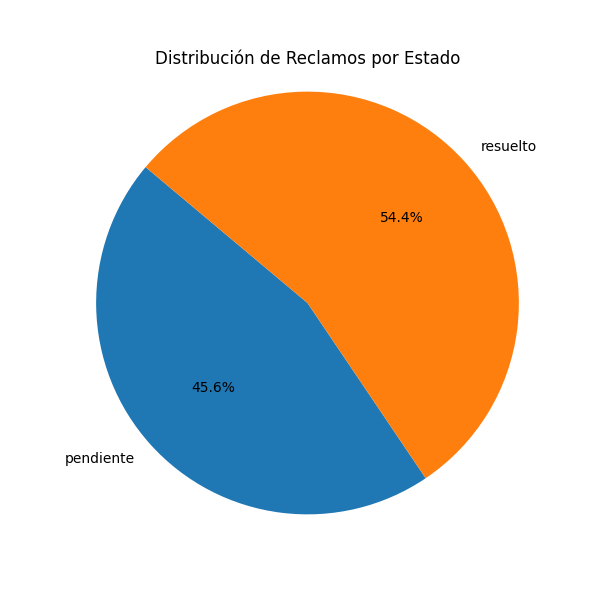 Distribución de Reclamos por Estado
resuelto
54.4%
45.6%
pendiente